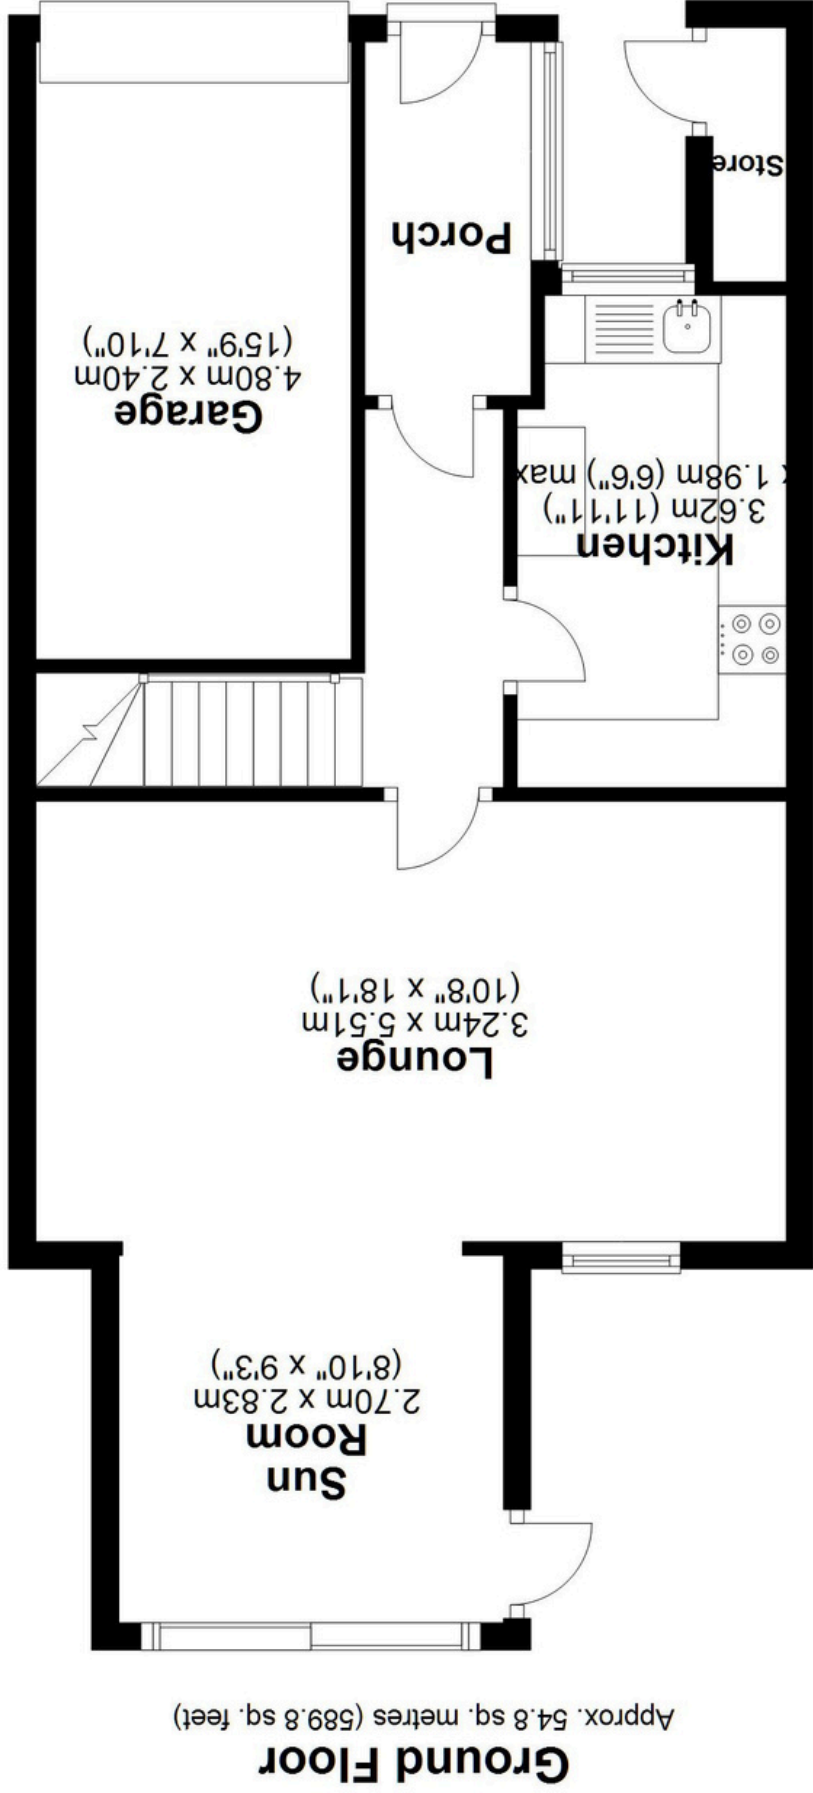 Ground Floor
Approx. 54.8 sq. metres (589.8 sq. feet)
Sun
Room
2.70m x 2.83m
(8'10" x 9'3")
Lounge
3.24m x 5.51m
(10'8" x 18'1")
Kitchen
3.62m (11'11")
x 1.98m (6'6") max
Garage
4.80m x 2.40m
(15'9" x 7'10")
Porch
Store